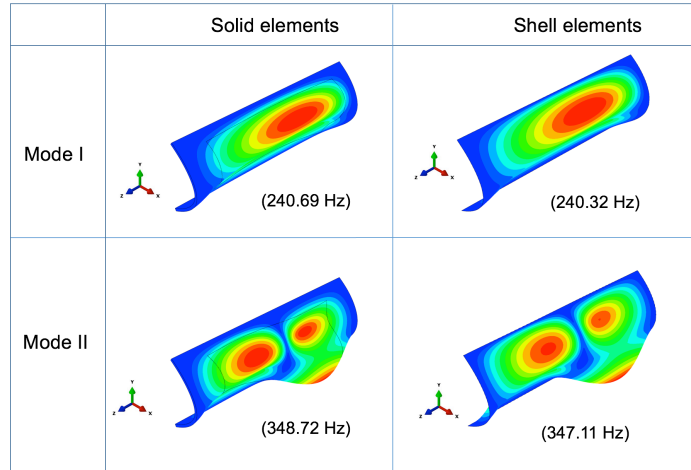 Solid elements
Shell elements
Mode I
Y
Z
X
(240.69 Hz)
Y
Z
X
(240.32 Hz)
Mode II
Y
Z
X
(348.72 Hz)
Y
Z
X
(347.11 Hz)